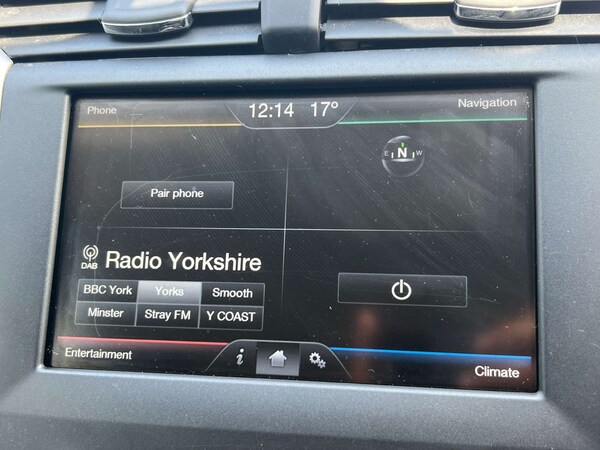 Phone
12:14 17°
Navigation
E N W
Pair phone
DAB
Radio Yorkshire
BBC York Yorks Smooth
Minster Stray FM Y COAST
Entertainment
i
Climate